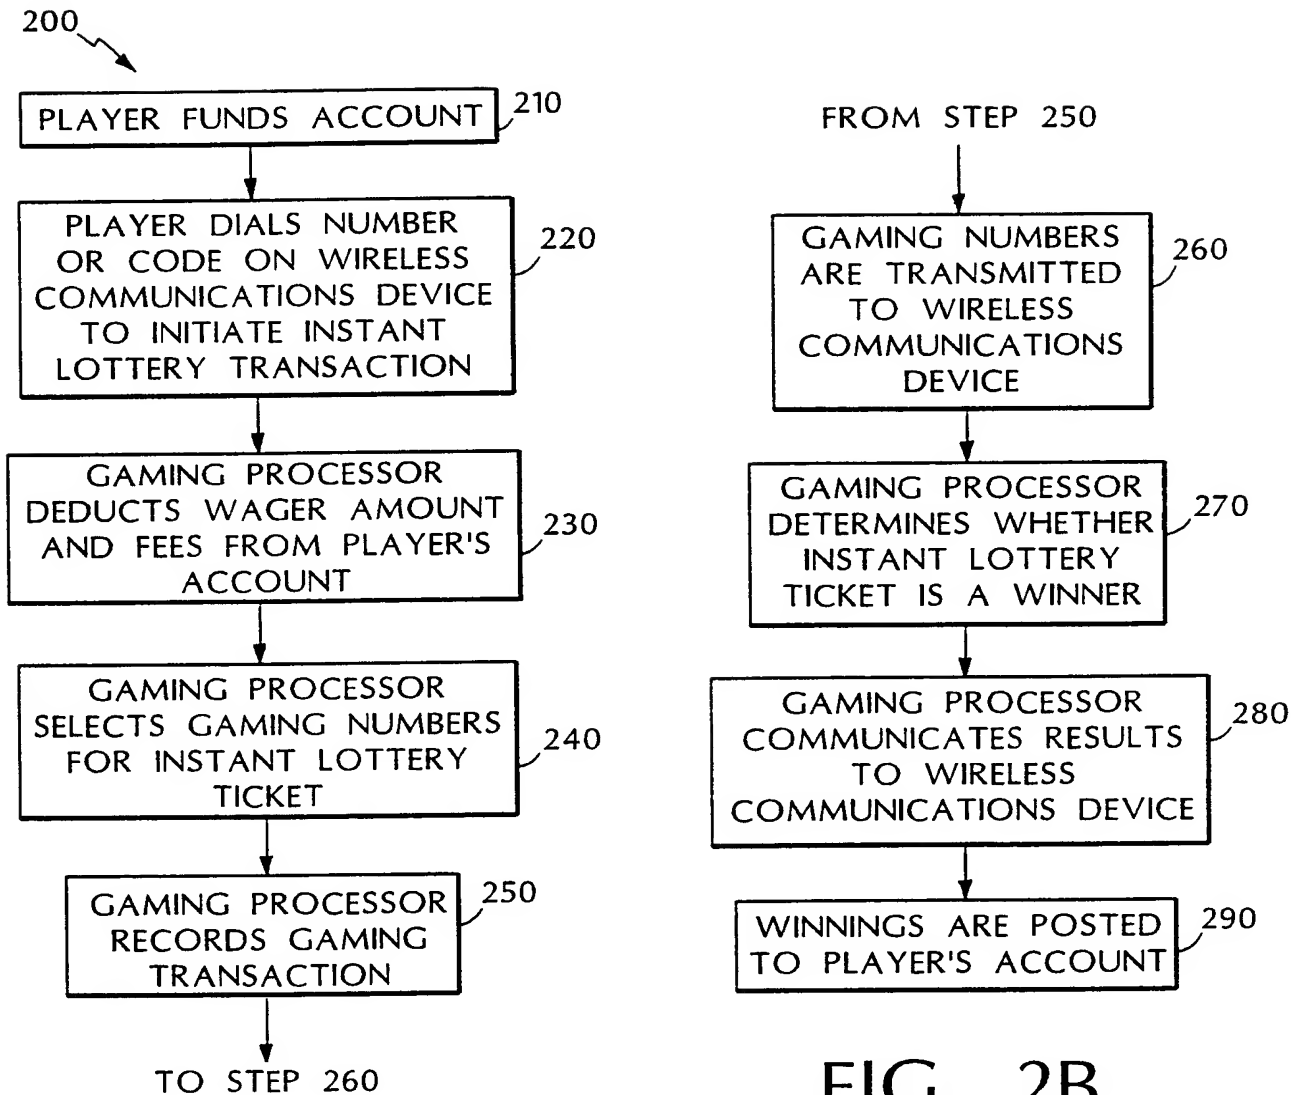 200
PLAYER FUNDS ACCOUNT
210
PLAYER DIALS NUMBER
OR CODE ON WIRELESS
COMMUNICATIONS DEVICE
TO INITIATE INSTANT
LOTTERY TRANSACTION
220
GAMING PROCESSOR
DEDUCTS WAGER AMOUNT
AND FEES FROM PLAYER'S
ACCOUNT
230
GAMING PROCESSOR
SELECTS GAMING NUMBERS
FOR INSTANT LOTTERY
TICKET
240
GAMING PROCESSOR
RECORDS GAMING
TRANSACTION
250
TO STEP 260
FROM STEP 250
GAMING NUMBERS
ARE TRANSMITTED
TO WIRELESS
COMMUNICATIONS
DEVICE
260
GAMING PROCESSOR
DETERMINES WHETHER
INSTANT LOTTERY
TICKET IS A WINNER
270
GAMING PROCESSOR
COMMUNICATES RESULTS
TO WIRELESS
COMMUNICATIONS DEVICE
280
WINNINGS ARE POSTED
TO PLAYER'S ACCOUNT
290
FIG 2B